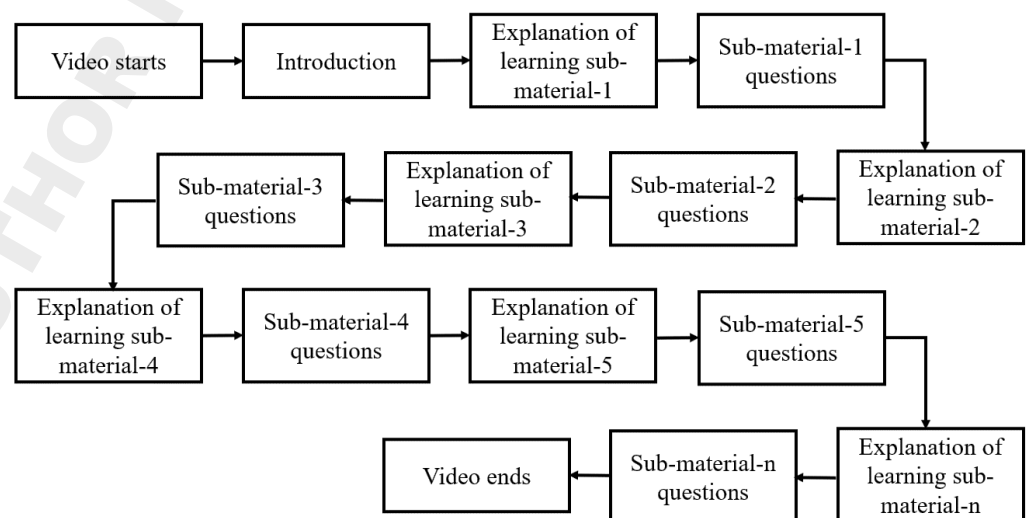 Video starts
Introduction
Explanation of
learning sub-
material-1
Sub-material-1
questions
Explanation of
learning sub-
material-2
Sub-material-2
questions
Explanation of
learning sub-
material-3
Sub-material-3
questions
Explanation of
learning sub-
material-4
Sub-material-4
questions
Explanation of
learning sub-
material-5
Sub-material-5
questions
Explanation of
learning sub-
material-n
Sub-material-n
questions
Video ends